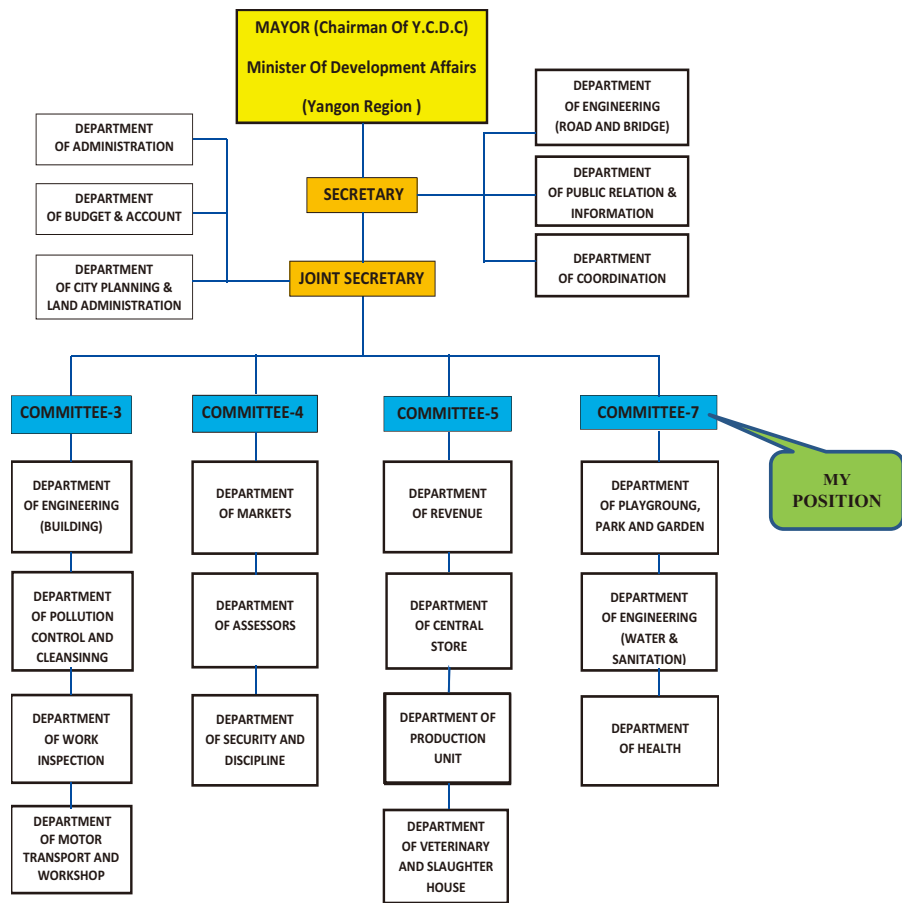 MAYOR (Chairman Of Y.C.D.C)
Minister Of Development Affairs
(Yangon Region )
DEPARTMENT
OF ADMINISTRATION
DEPARTMENT
OF BUDGET & ACCOUNT
DEPARTMENT
OF CITY PLANNING &
LAND ADMINISTRATION
SECRETARY
JOINT SECRETARY
DEPARTMENT
OF ENGINEERING
(ROAD AND BRIDGE)
DEPARTMENT
OF PUBLIC RELATION &
INFORMATION
DEPARTMENT
OF COORDINATION
COMMITTEE-3
DEPARTMENT
OF ENGINEERING
(BUILDING)
DEPARTMENT
OF POLLUTION
CONTROL AND
CLEANSINNG
DEPARTMENT
OF WORK
INSPECTION
DEPARTMENT
OF MOTOR
TRANSPORT AND
WORKSHOP
COMMITTEE-4
DEPARTMENT
OF MARKETS
DEPARTMENT
OF ASSESSORS
DEPARTMENT
OF SECURITY AND
DISCIPLINE
COMMITTEE-5
DEPARTMENT
OF REVENUE
DEPARTMENT
OF CENTRAL
STORE
DEPARTMENT OF
PRODUCTION
UNIT
DEPARTMENT
OF VETERINARY
AND SLAUGHTER
HOUSE
COMMITTEE-7
DEPARTMENT
OF PLAYGROUNG,
PARK AND GARDEN
DEPARTMENT
OF ENGINEERING
(WATER &
SANITATION)
DEPARTMENT
OF HEALTH
MY
POSITION